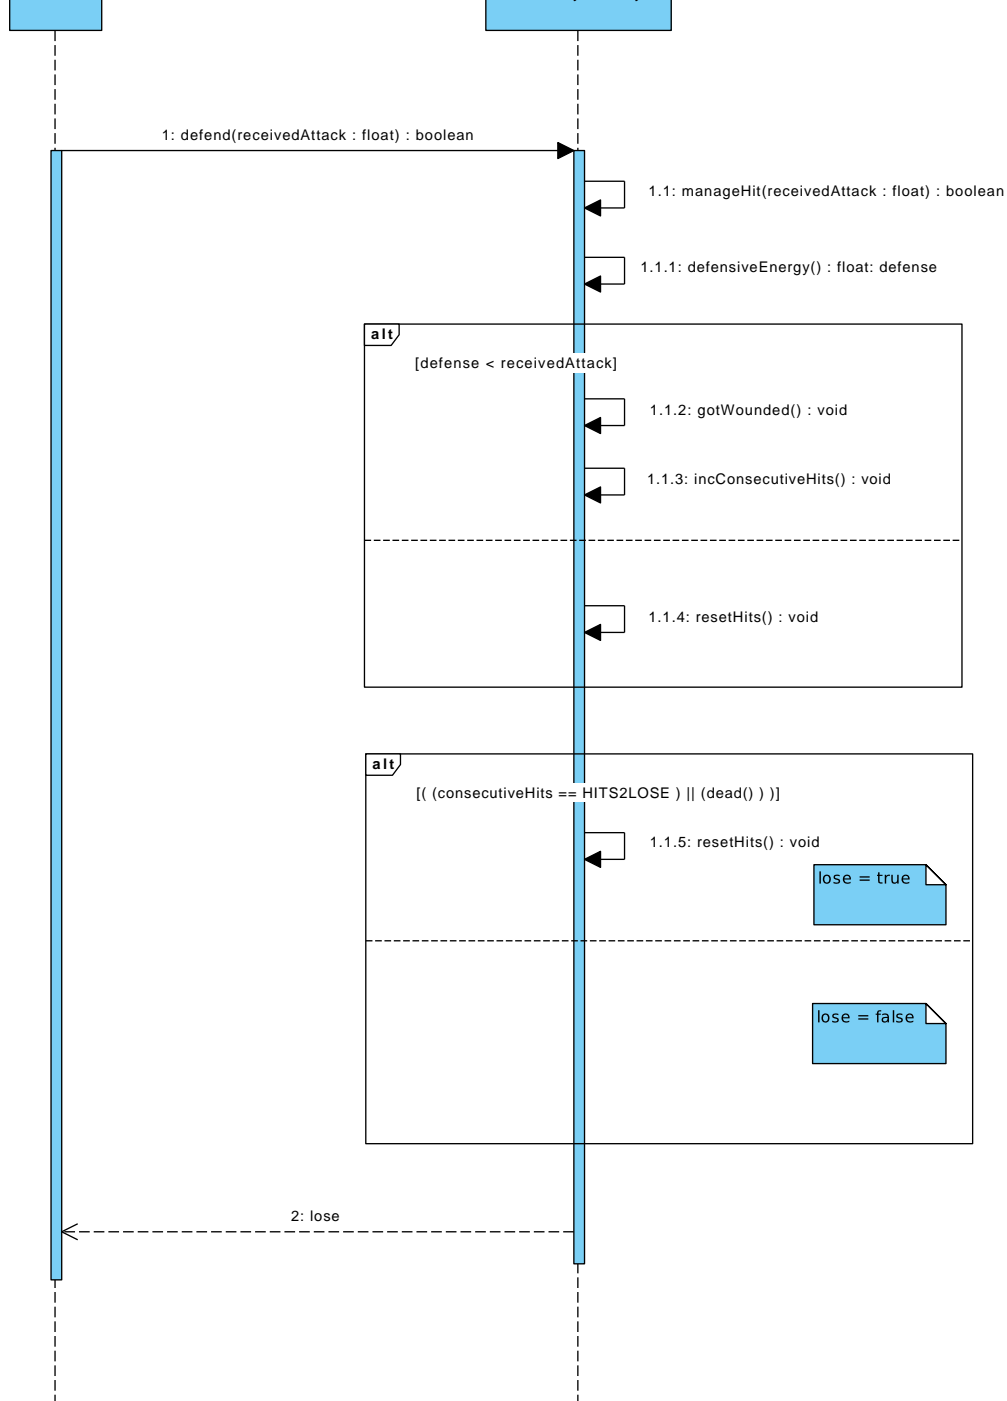 1: defend(receivedAttack : float) : boolean
1.1: manageHit(receivedAttack : float) : boolean
1.1.1: defensiveEnergy() : float: defense
alt
[defense < receivedAttack]
1.1.2: gotWounded() : void
1.1.3: incConsecutiveHits() : void
1.1.4: resetHits() : void
alt
[( (consecutiveHits == HITS2LOSE ) || (dead() ) )]
1.1.5: resetHits() : void
lose = true
lose = false
2: lose